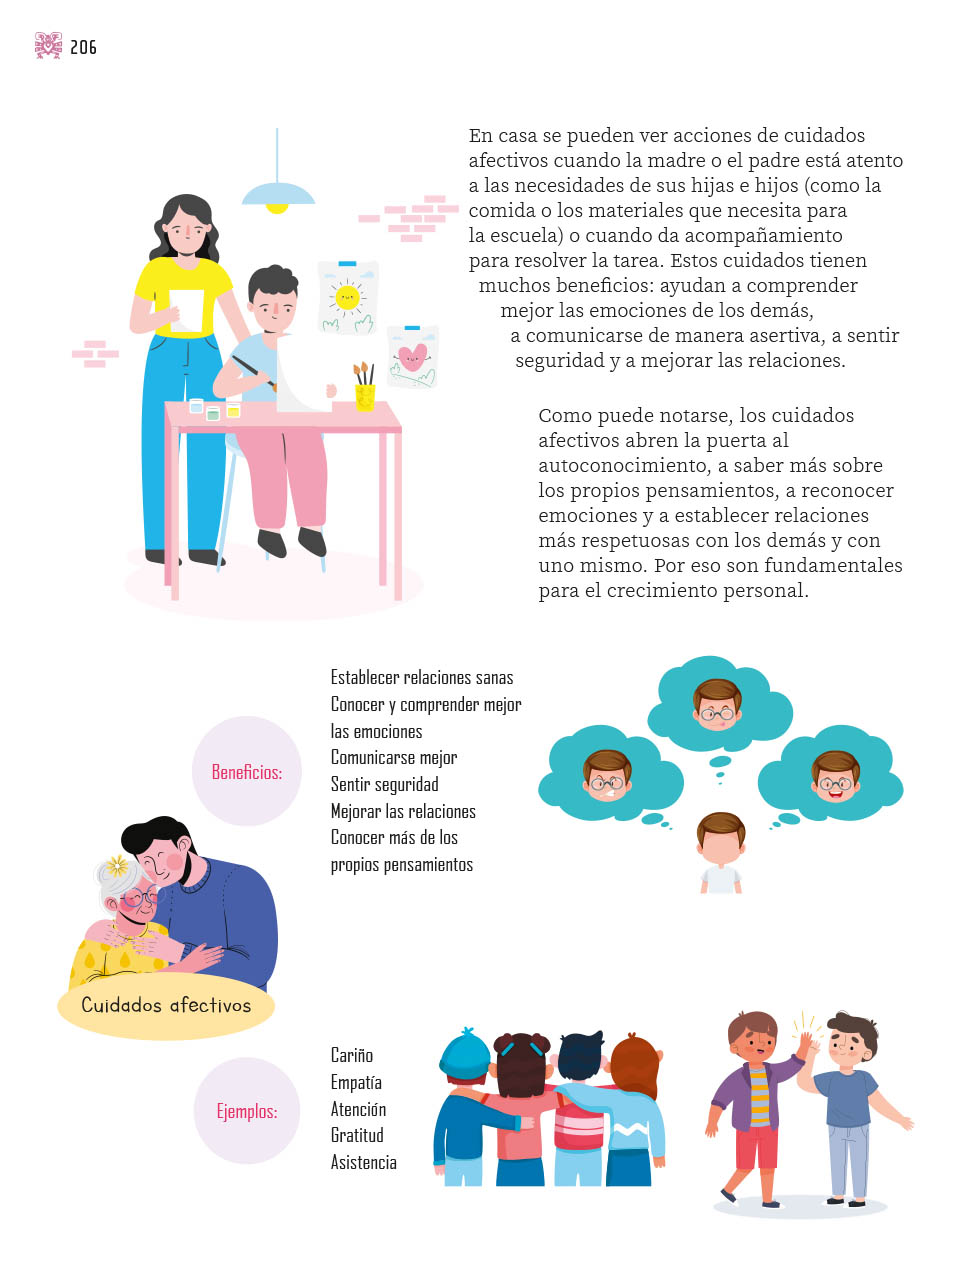 206
En casa se pueden ver acciones de cuidados
afectivos cuando la madre o el padre está atento
a las necesidades de sus hijas e hijos (como la
comida o los materiales que necesita para
la escuela) o cuando da acompañamiento
para resolver la tarea. Estos cuidados tienen
muchos beneficios: ayudan a comprender
mejor las emociones de los demás,
a comunicarse de manera asertiva, a sentir
seguridad y a mejorar las relaciones.
Como puede notarse, los cuidados
afectivos abren la puerta al
autoconocimiento, a saber más sobre
los propios pensamientos, a reconocer
emociones y a establecer relaciones
más respetuosas con los demás y con
uno mismo. Por eso son fundamentales
para el crecimiento personal.
Beneficios:
Establecer relaciones sanas
Conocer y comprender mejor
las emociones
Comunicarse mejor
Sentir seguridad
Mejorar las relaciones
Conocer más de los
propios pensamientos
Cuidados afectivos
Ejemplos:
Cariño
Empatía
Atención
Gratitud
Asistencia